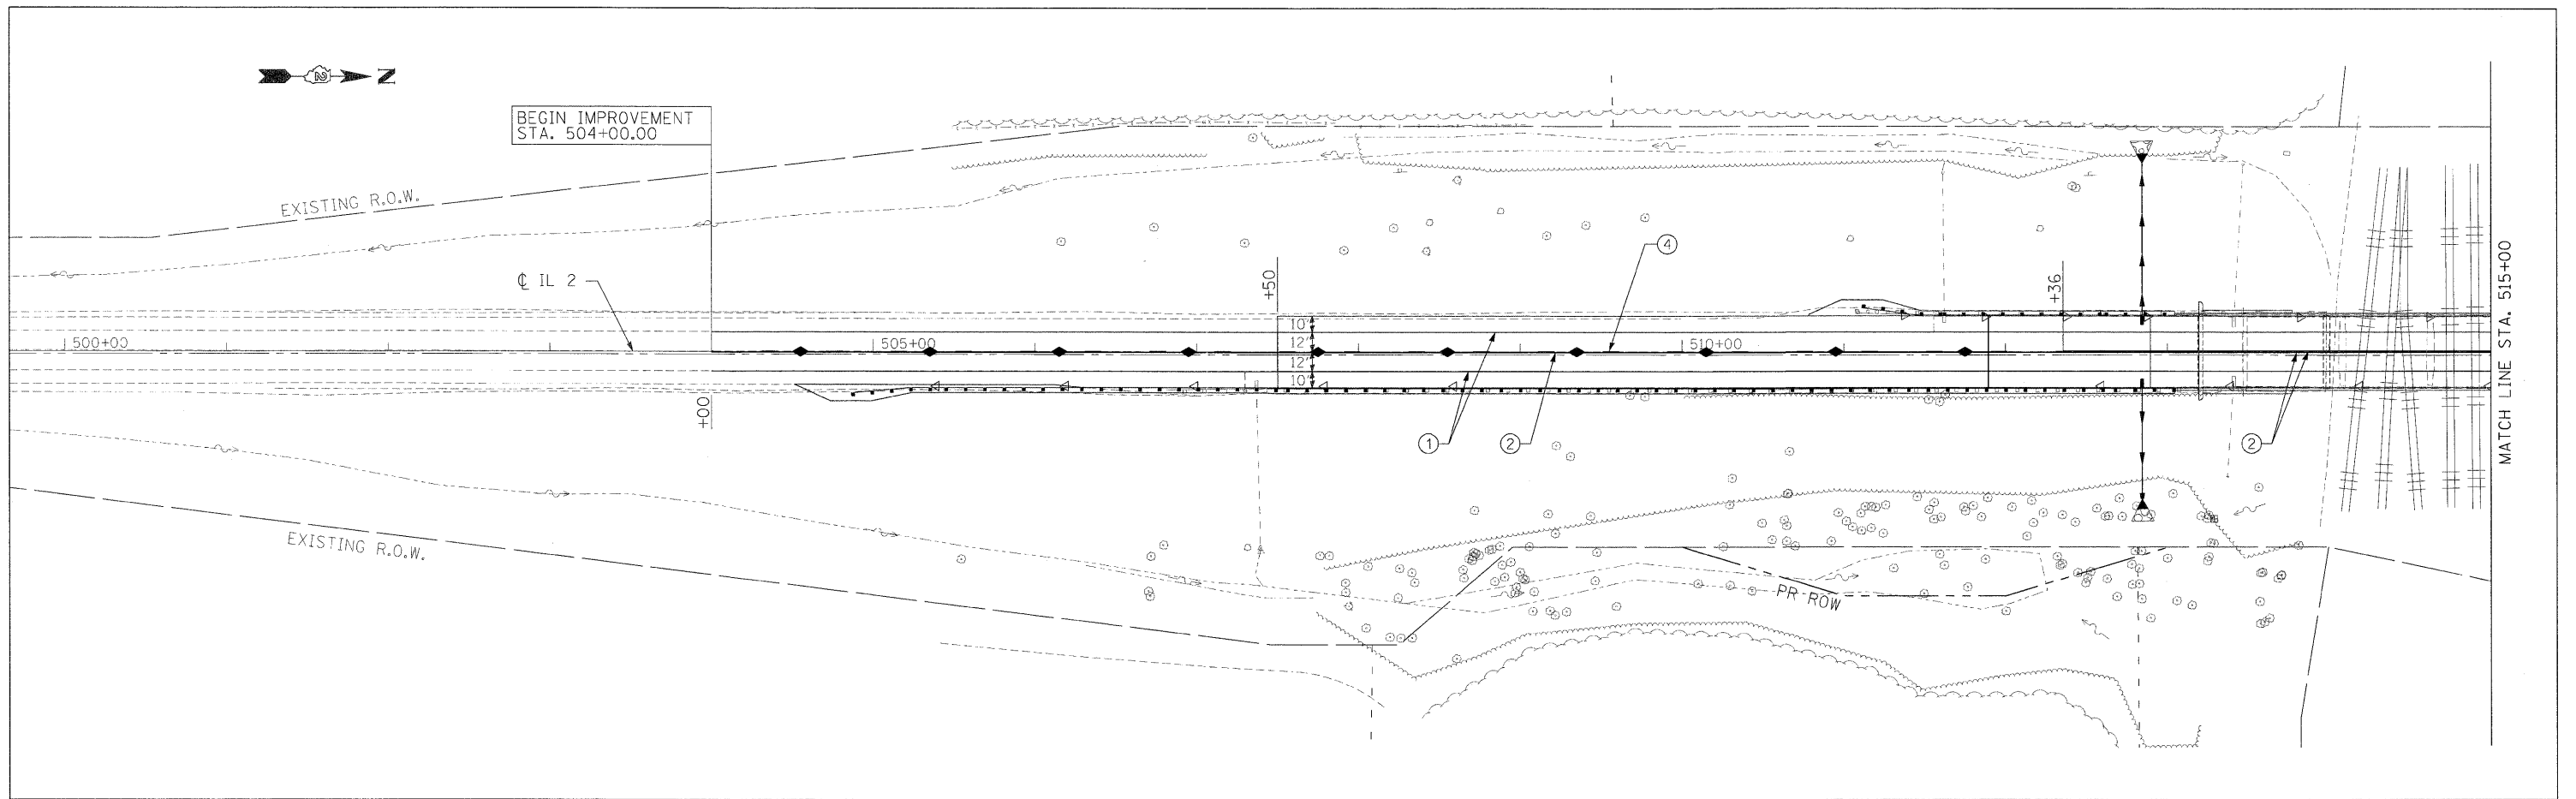 2
N
BEGIN IMPROVEMENT
STA. 504+00.00
EXISTING R.O.W.
℄ IL 2
+50
4
+36
MATCH LINE STA. 515+00
10'
12'
12'
10'
500+00
505+00
510+00
+00
1
2
2
EXISTING R.O.W.
PR ROW